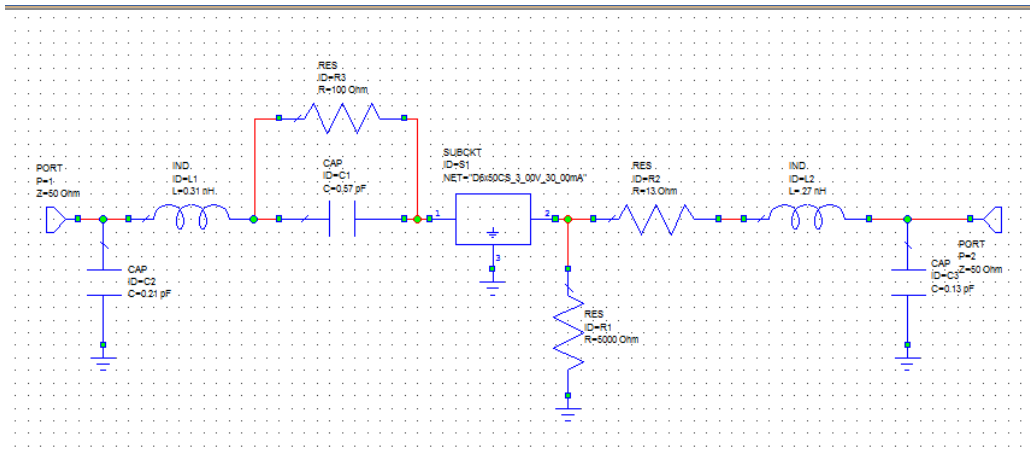 RES
ID=R3
R=100 Ohm
PORT
P=1
Z=50 Ohm
IND
ID=L1
L=0.31 nH
CAP
ID=C1
C=0.57 pF
SUBCKT
ID=S1
NET="D6x50CS_3_00V_30_00mA"
1
2
3
RES
ID=R2
R=13 Ohm
IND
ID=L2
L=.27 nH
CAP
ID=C2
C=0.21 pF
RES
ID=R1
R=5000 Ohm
PORT
P=2
Z=50 Ohm
CAP
ID=C3
C=0.13 pF